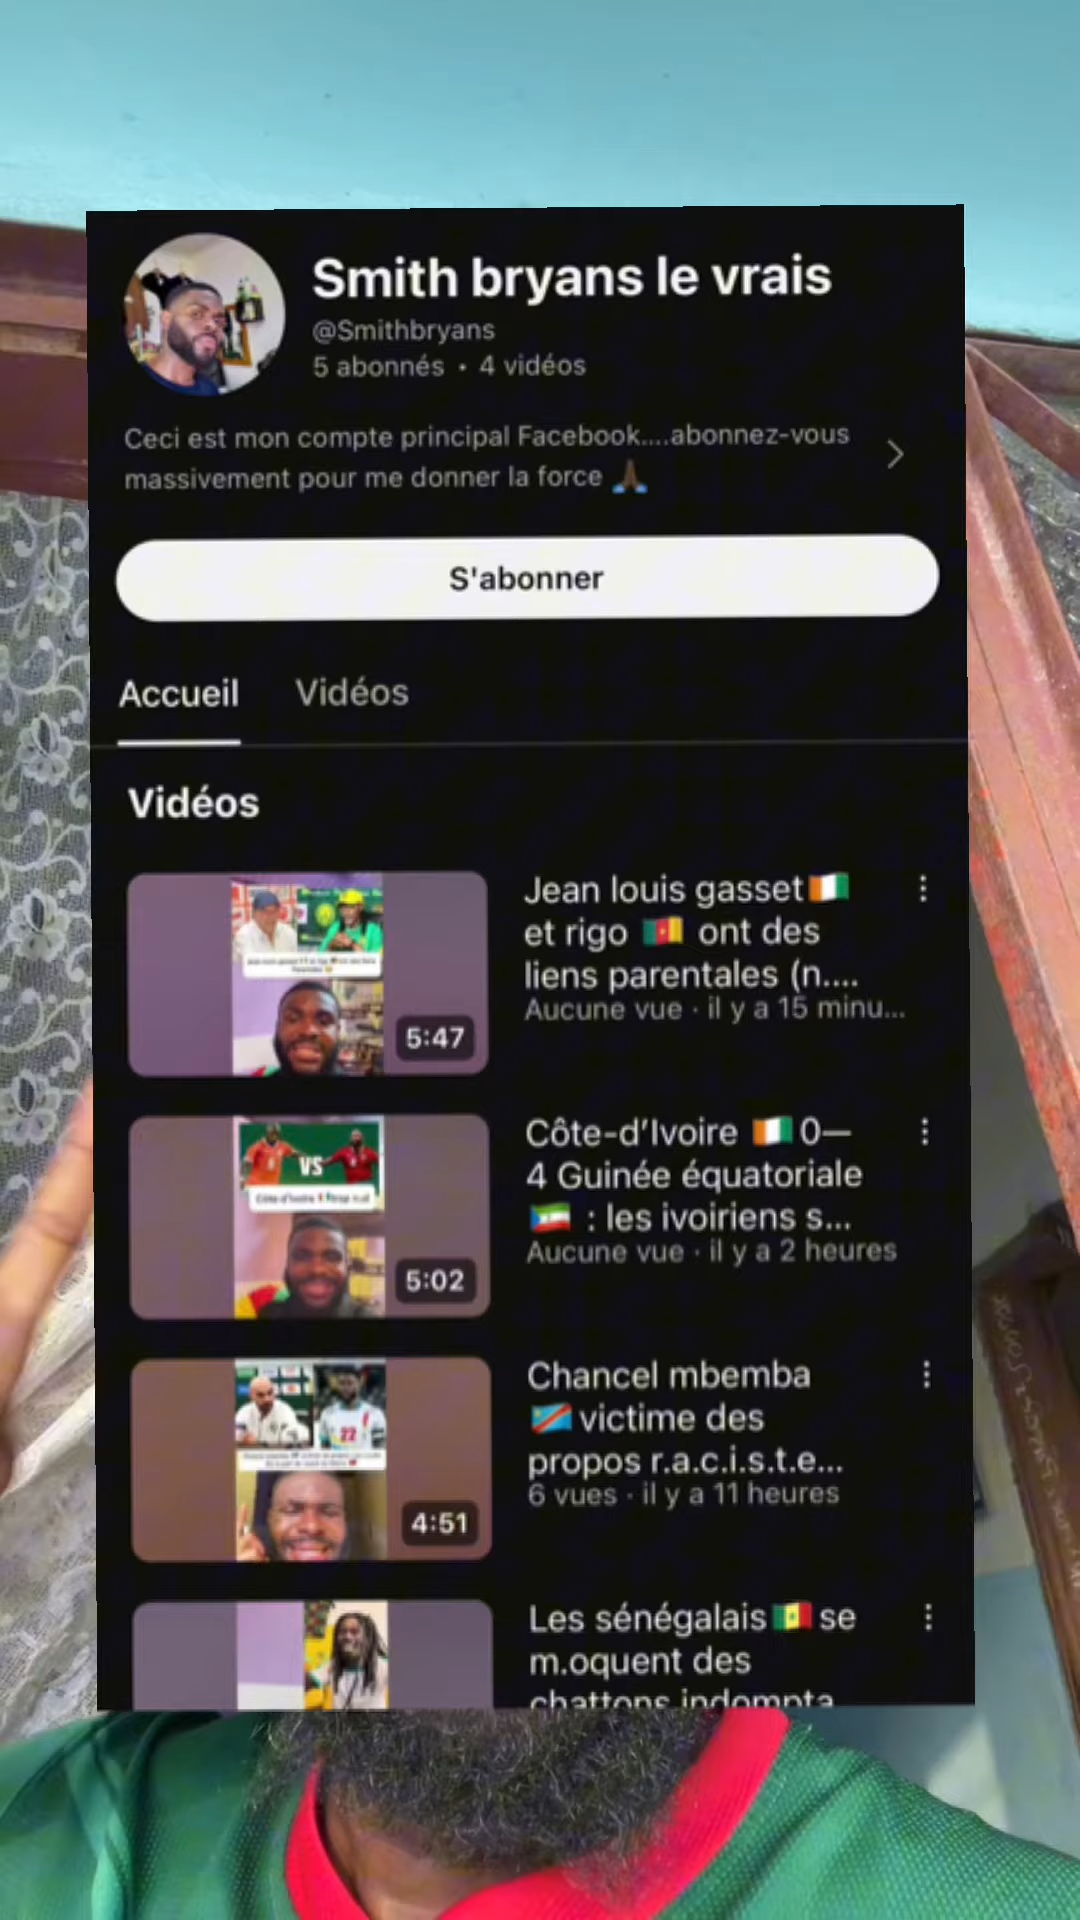 Smith bryans le vrais
@Smithbryans
5 abonnés • 4 vidéos
Ceci est mon compte principal Facebook....abonnez-vous
massivement pour me donner la force 🙏🏿
S'abonner
Accueil
Vidéos
Vidéos
Jean louis gasset🇨🇮
et rigo 🇨🇲 ont des
liens parentales (n....
Aucune vue · il y a 15 minu...
5:47
Côte-d’Ivoire 🇨🇮 0—
4 Guinée équatoriale
🇬🇶 : les ivoiriens s...
Aucune vue · il y a 2 heures
VS
5:02
Chancel mbemba
🇨🇩 victime des
propos r.a.c.i.s.t.e...
6 vues · il y a 11 heures
22
4:51
Les sénégalais🇸🇳 se
m.oquent des
chattons indompta